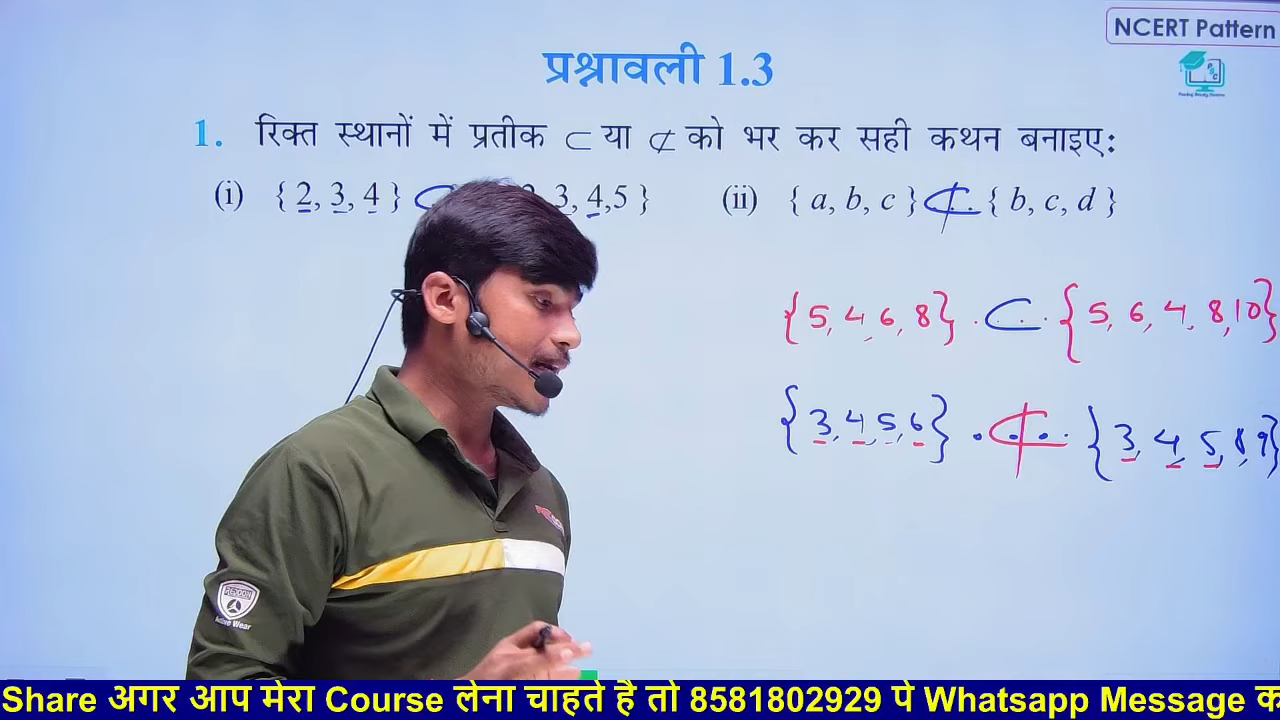 NCERT Pattern
प्रश्नावली 1.3
1. रिक्त स्थानों में प्रतीक ⊂ या ⊄ को भर कर सही कथन बनाइए:
(i) { 2, 3, 4 } ⊂ 3, 4,5 } (ii) { a, b, c } ⊄ { b, c, d }
{5, 4, 6, 8} . ⊂ . {5, 6, 4, 8, 10}
{3, 4, 5, 6} . ⊄ . {3, 4, 5, 8, 9}
Share अगर आप मेरा Course लेना चाहते है तो 8581802929 पे Whatsapp Message क